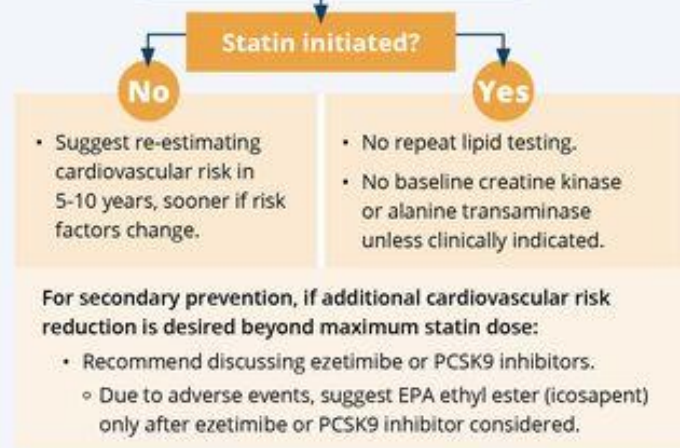 Statin initiated?
No
Yes
• Suggest re-estimating
cardiovascular risk in
5-10 years, sooner if risk
factors change.
• No repeat lipid testing.
• No baseline creatine kinase
or alanine transaminase
unless clinically indicated.
For secondary prevention, if additional cardiovascular risk
reduction is desired beyond maximum statin dose:
• Recommend discussing ezetimibe or PCSK9 inhibitors.
◦ Due to adverse events, suggest EPA ethyl ester (icosapent)
only after ezetimibe or PCSK9 inhibitor considered.